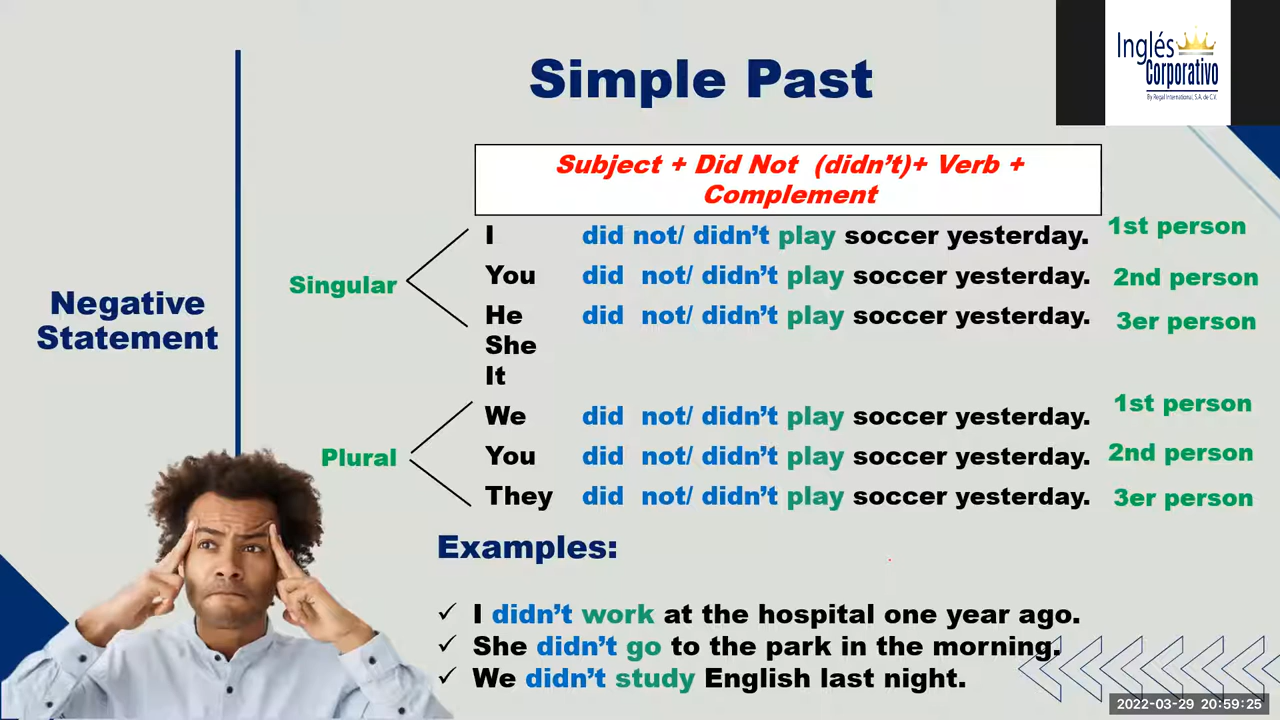 Simple Past
Inglés
Corporativo
By Regal International, S.A. de C.V.
Subject + Did Not (didn't)+ Verb +
Complement
Negative
Statement
Singular
I did not/ didn't play soccer yesterday. 1st person
You did not/ didn't play soccer yesterday. 2nd person
He did not/ didn't play soccer yesterday. 3er person
She
It
Plural
We did not/ didn't play soccer yesterday. 1st person
You did not/ didn't play soccer yesterday. 2nd person
They did not/ didn't play soccer yesterday. 3er person
Examples:
✓ I didn't work at the hospital one year ago.
✓ She didn't go to the park in the morning.
✓ We didn't study English last night.
2022-03-29 20:59:25